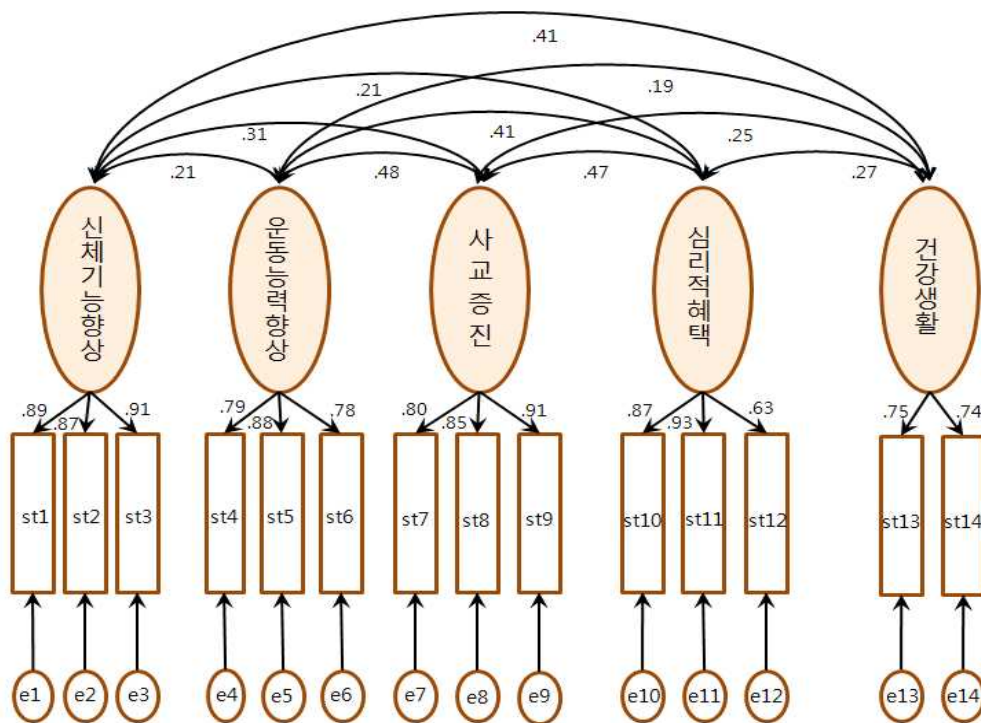 .41
.21
.19
.31
.41
.25
.21
.48
.47
.27
신체기능향상
운동능력향상
사교증진
심리적혜택
건강생활
.89
.87
.91
.79
.88
.78
.80
.85
.91
.87
.93
.63
.75
.74
st1
st2
st3
st4
st5
st6
st7
st8
st9
st10
st11
st12
st13
st14
e1
e2
e3
e4
e5
e6
e7
e8
e9
e10
e11
e12
e13
e14